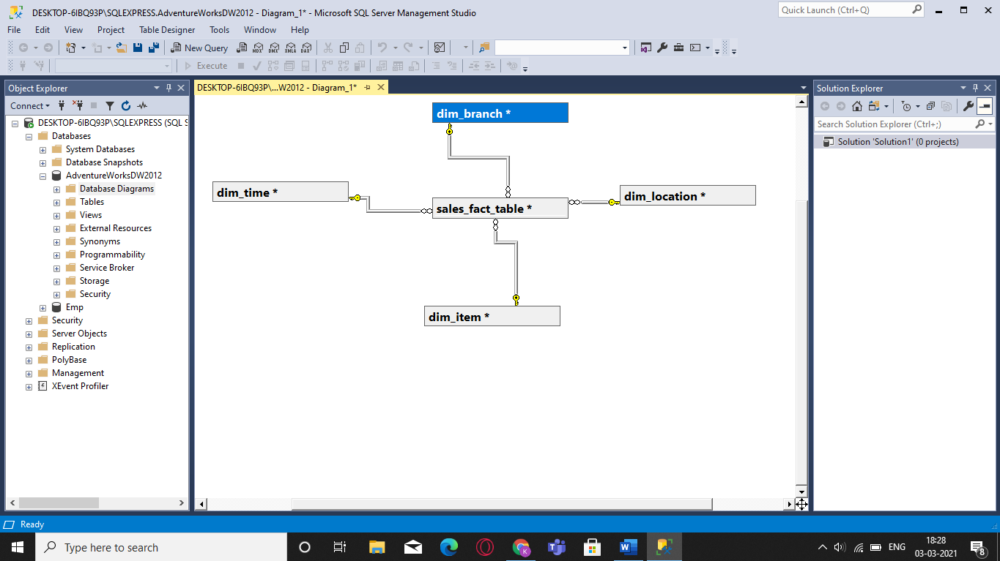 DESKTOP-6IBQ93P\SQLEXPRESS.AdventureWorksDW2012 - Diagram_1* - Microsoft SQL Server Management Studio
Quick Launch (Ctrl+Q)
File Edit View Project Table Designer Tools Window Help
New Query MDX DMX XMLA DAX
Execute
Object Explorer
Connect
DESKTOP-6IBQ93P\SQLEXPRESS (SQL S
Databases
System Databases
Database Snapshots
AdventureWorksDW2012
Database Diagrams
Tables
Views
External Resources
Synonyms
Programmability
Service Broker
Storage
Security
Emp
Security
Server Objects
Replication
PolyBase
Management
XEvent Profiler
DESKTOP-6IBQ93P\...W2012 - Diagram_1*
dim_branch *
dim_time *
sales_fact_table *
dim_location *
dim_item *
Solution Explorer
Search Solution Explorer (Ctrl+;)
Solution 'Solution1' (0 projects)
Ready
Type here to search
K
ENG
18:28
03-03-2021
8